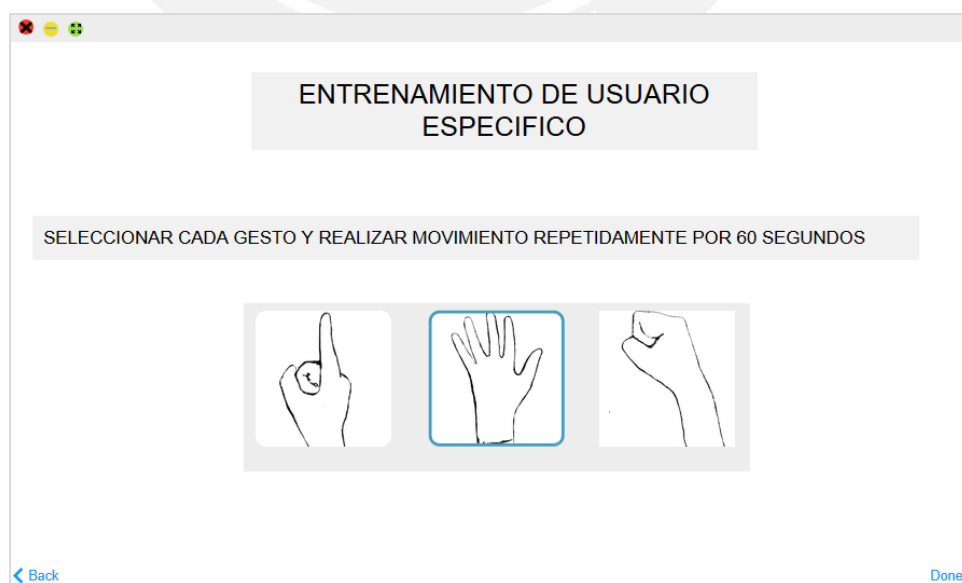 ENTRENAMIENTO DE USUARIO
ESPECIFICO
SELECCIONAR CADA GESTO Y REALIZAR MOVIMIENTO REPETIDAMENTE POR 60 SEGUNDOS
Back
Done